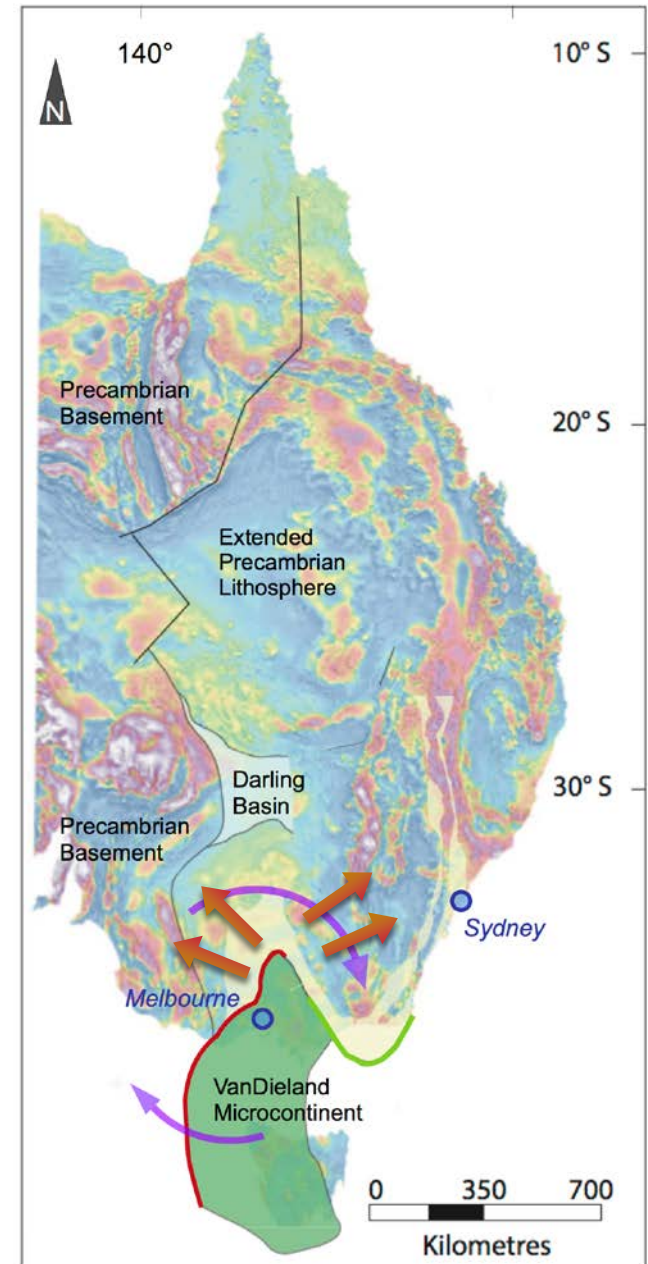 140°
10° S
N
Precambrian
Basement
20° S
Extended
Precambrian
Lithosphere
Darling
Basin
30° S
Precambrian
Basement
Sydney
Melbourne
VanDieland
Microcontinent
0 350 700
Kilometres